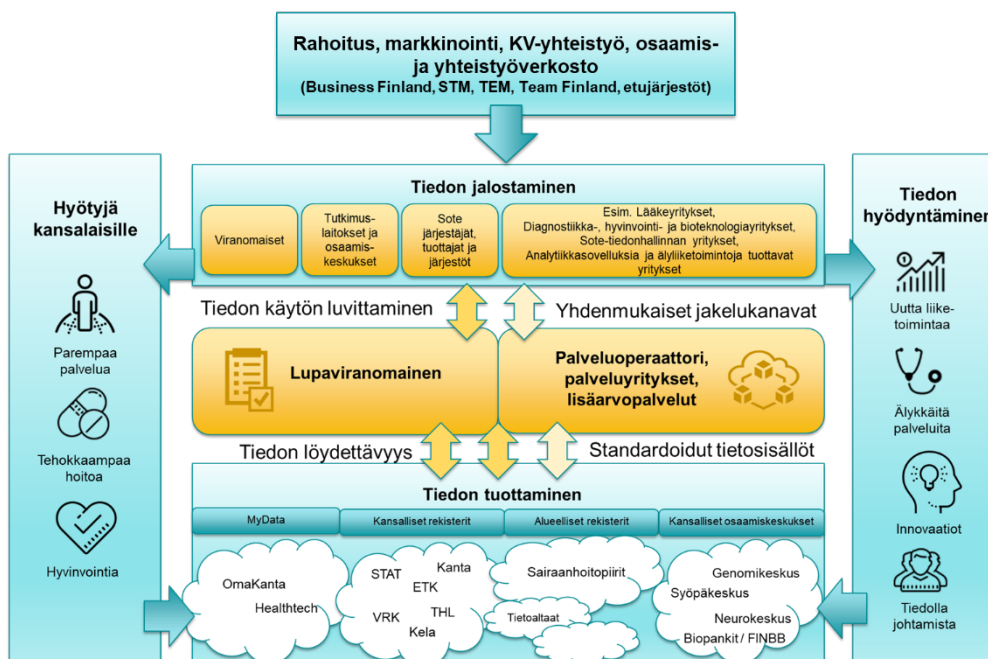 Rahoitus, markkinointi, KV-yhteistyö, osaamis-
ja yhteistyöverkosto
(Business Finland, STM, TEM, Team Finland, etujärjestöt)
Hyötyjä
kansalaisille
Parempaa
palvelua
Tehokkaampaa
hoitoa
Hyvinvointia
Tiedon jalostaminen
Viranomaiset
Tutkimus-
laitokset ja
osaamis-
keskukset
Sote
järjestäjät,
tuottajat ja
järjestöt
Esim. Lääkeyritykset,
Diagnostiikka-, hyvinvointi- ja bioteknologiayritykset,
Sote-tiedonhallinnan yritykset,
Analytiikkasovelluksia ja älyliiketoimintoja tuottavat
yritykset
Tiedon käytön luvittaminen
Yhdenmukaiset jakelukanavat
Lupaviranomainen
Palveluoperaattori,
palveluyritykset,
lisäarvopalvelut
Tiedon löydettävyys
Standardoidut tietosisällöt
Tiedon tuottaminen
MyData
Kansalliset rekisterit
Alueelliset rekisterit
Kansalliset osaamiskeskukset
OmaKanta
Healthtech
STAT
Kanta
ETK
VRK
THL
Kela
Sairaanhoitopiirit
Tietoaltaat
Genomikeskus
Syöpäkeskus
Neurokeskus
Biopankit / FINBB
Tiedon
hyödyntäminen
Uutta liike-
toimintaa
Älykkäitä
palveluita
Innovaatiot
Tiedolla
johtamista